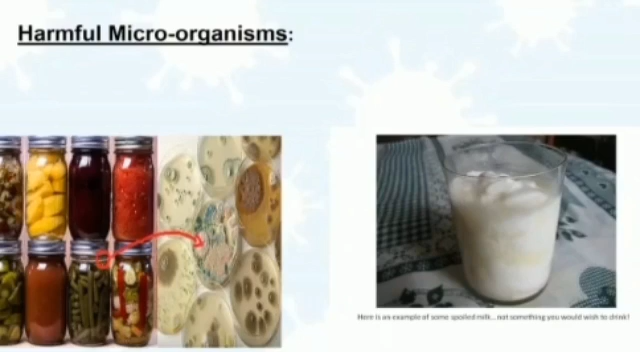 Harmful Micro-organisms:
Here is an example of some spoiled milk... not something you would wish to drink!